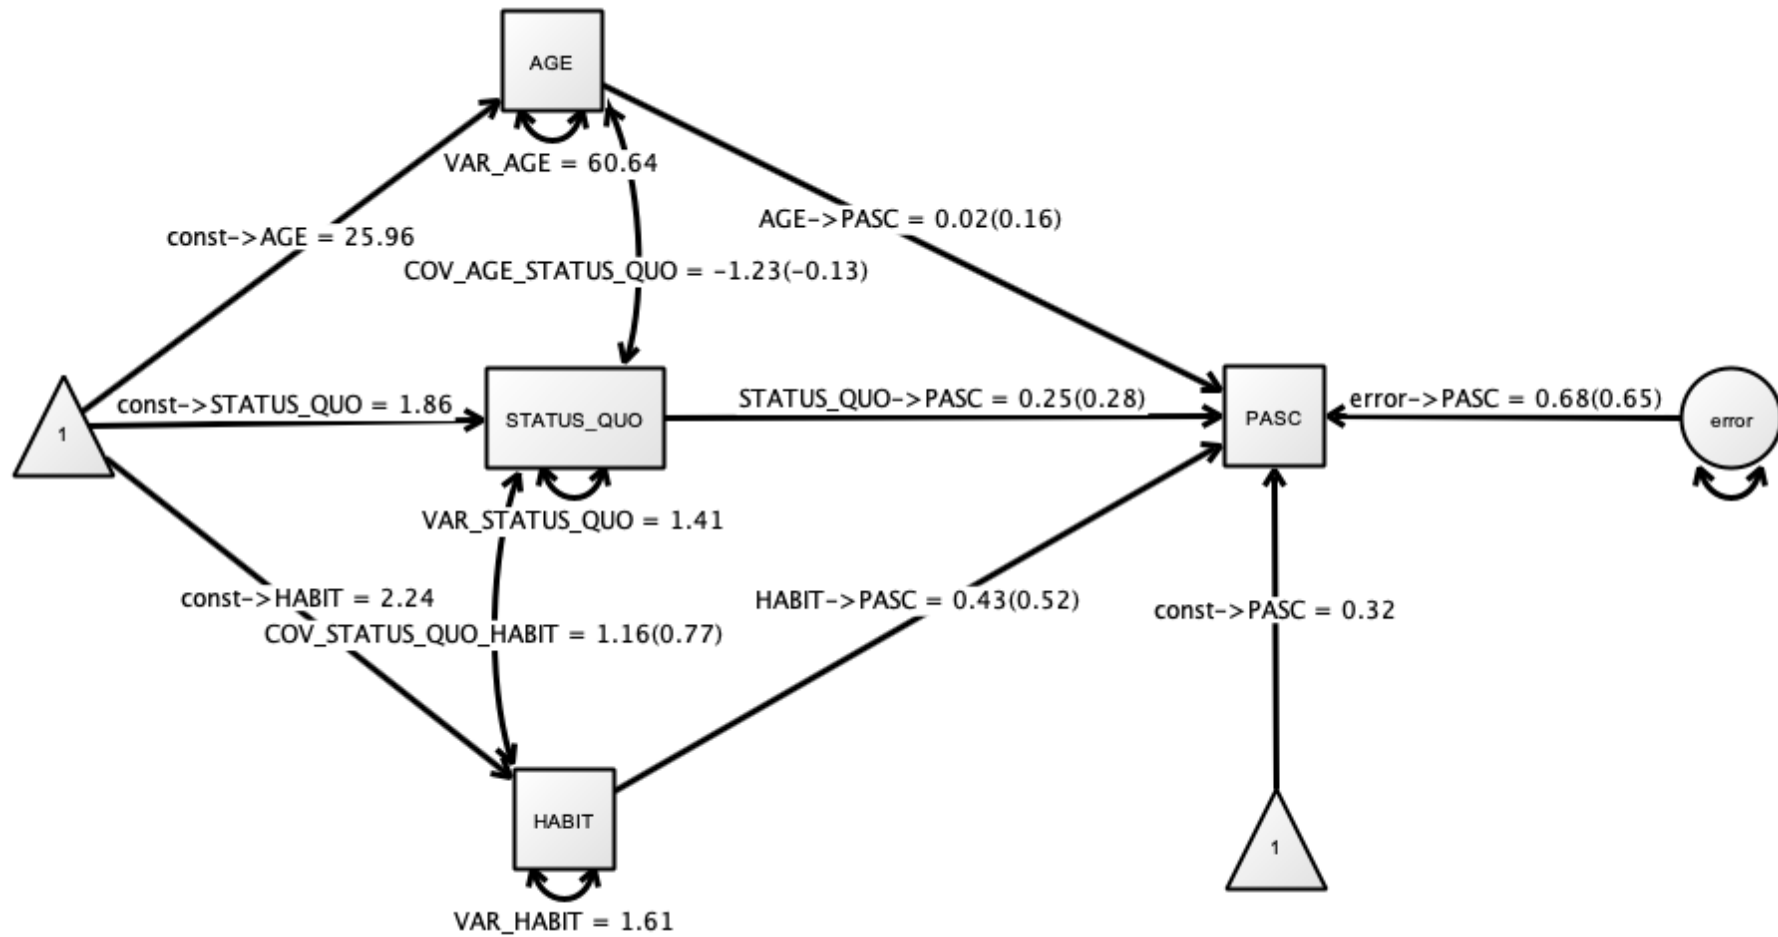 AGE
VAR_AGE = 60.64
AGE->PASC = 0.02(0.16)
const->AGE = 25.96
COV_AGE_STATUS_QUO = -1.23(-0.13)
const->STATUS_QUO = 1.86
STATUS_QUO->PASC = 0.25(0.28)
error->PASC = 0.68(0.65)
1
STATUS_QUO
PASC
error
VAR_STATUS_QUO = 1.41
const->HABIT = 2.24
HABIT->PASC = 0.43(0.52)
const->PASC = 0.32
COV_STATUS_QUO_HABIT = 1.16(0.77)
HABIT
1
VAR_HABIT = 1.61